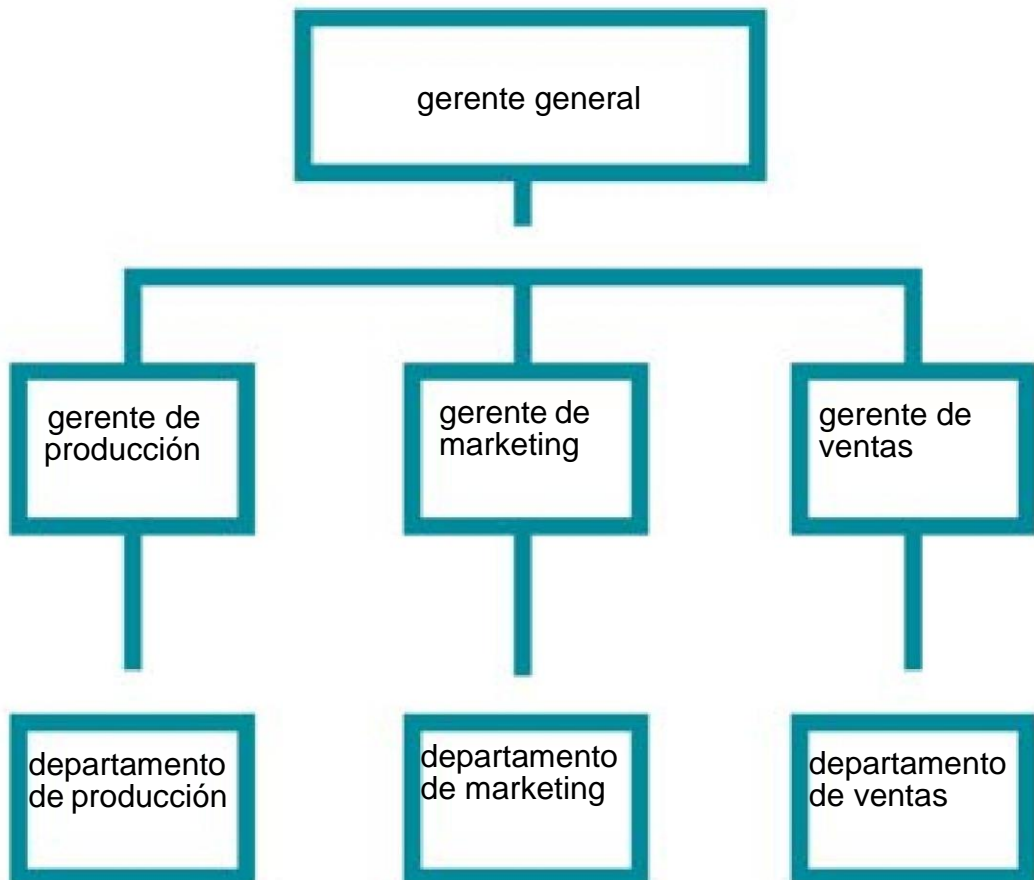 gerente general
gerente de
producción
gerente de
marketing
gerente de
ventas
departamento
de producción
departamento
de marketing
departamento
de ventas